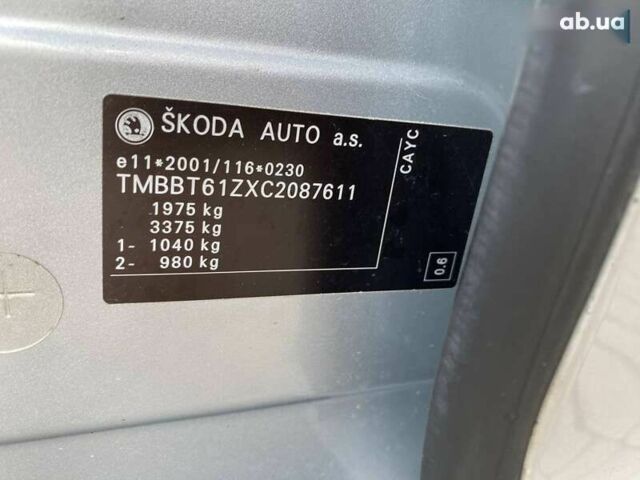 ab.ua
ŠKODA AUTO a.s.
e11*2001/116*0230
TMBBT61ZXC2087611
1975 kg
3375 kg
1- 1040 kg
2- 980 kg
CAYC
0.6